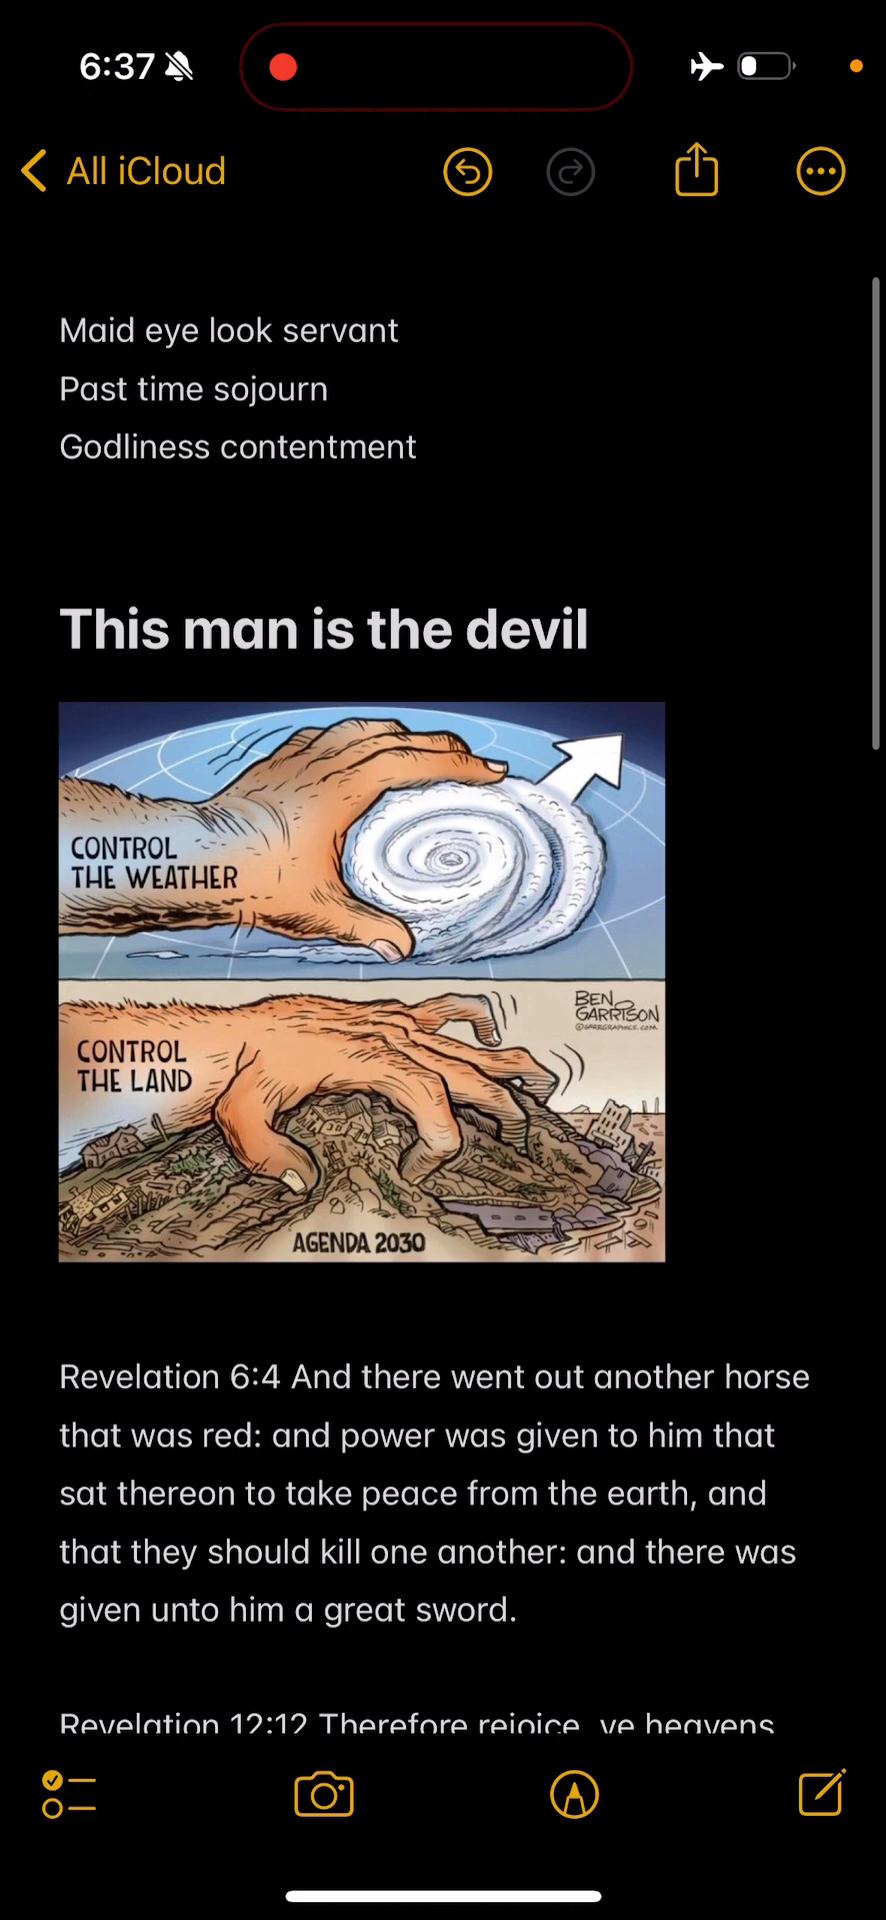 6:37
All iCloud
Maid eye look servant
Past time sojourn
Godliness contentment
This man is the devil
CONTROL
THE WEATHER
BEN
GARRISON
©GRRRGRAPHICS.COM
CONTROL
THE LAND
AGENDA 2030
Revelation 6:4 And there went out another horse
that was red: and power was given to him that
sat thereon to take peace from the earth, and
that they should kill one another: and there was
given unto him a great sword.
Revelation 12:12 Therefore rejoice, ye heavens